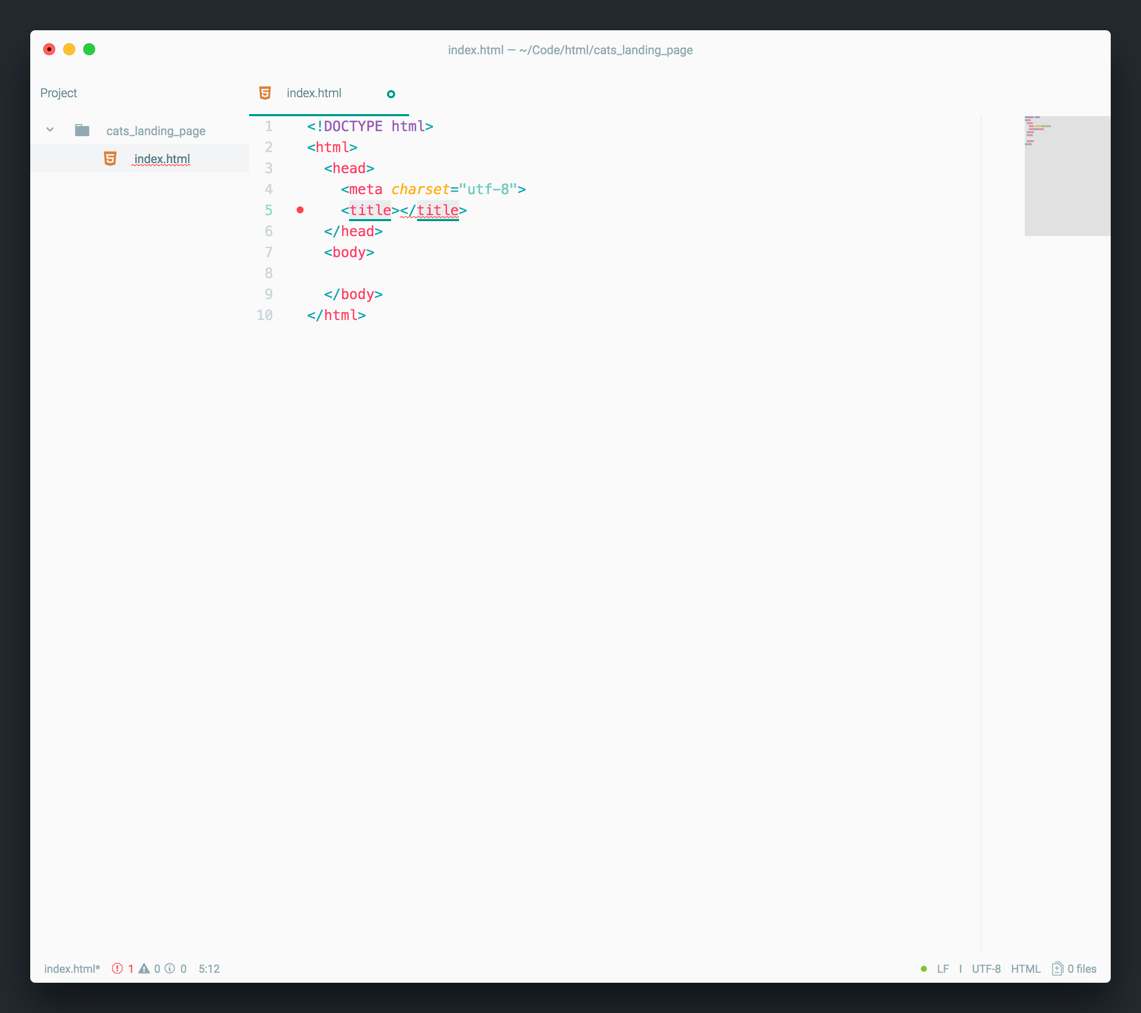 index.html — ~/Code/html/cats_landing_page
Project
index.html
cats_landing_page
index.html
1 <!DOCTYPE html>
2 <html>
3   <head>
4     <meta charset="utf-8">
5     <title></title>
6   </head>
7   <body>
8
9   </body>
10 </html>
index.html* 1 0 0 5:12
LF I UTF-8 HTML 0 files